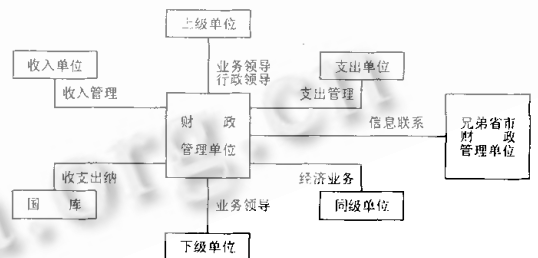 上级单位
业务领导
行政领导
收入单位
支出单位
收入管理
支出管理
财 政
管理单位
信息联系
兄弟省市
财 政
管理单位
收支出纳
经济业务
国 库
业务领导
同级单位
下级单位